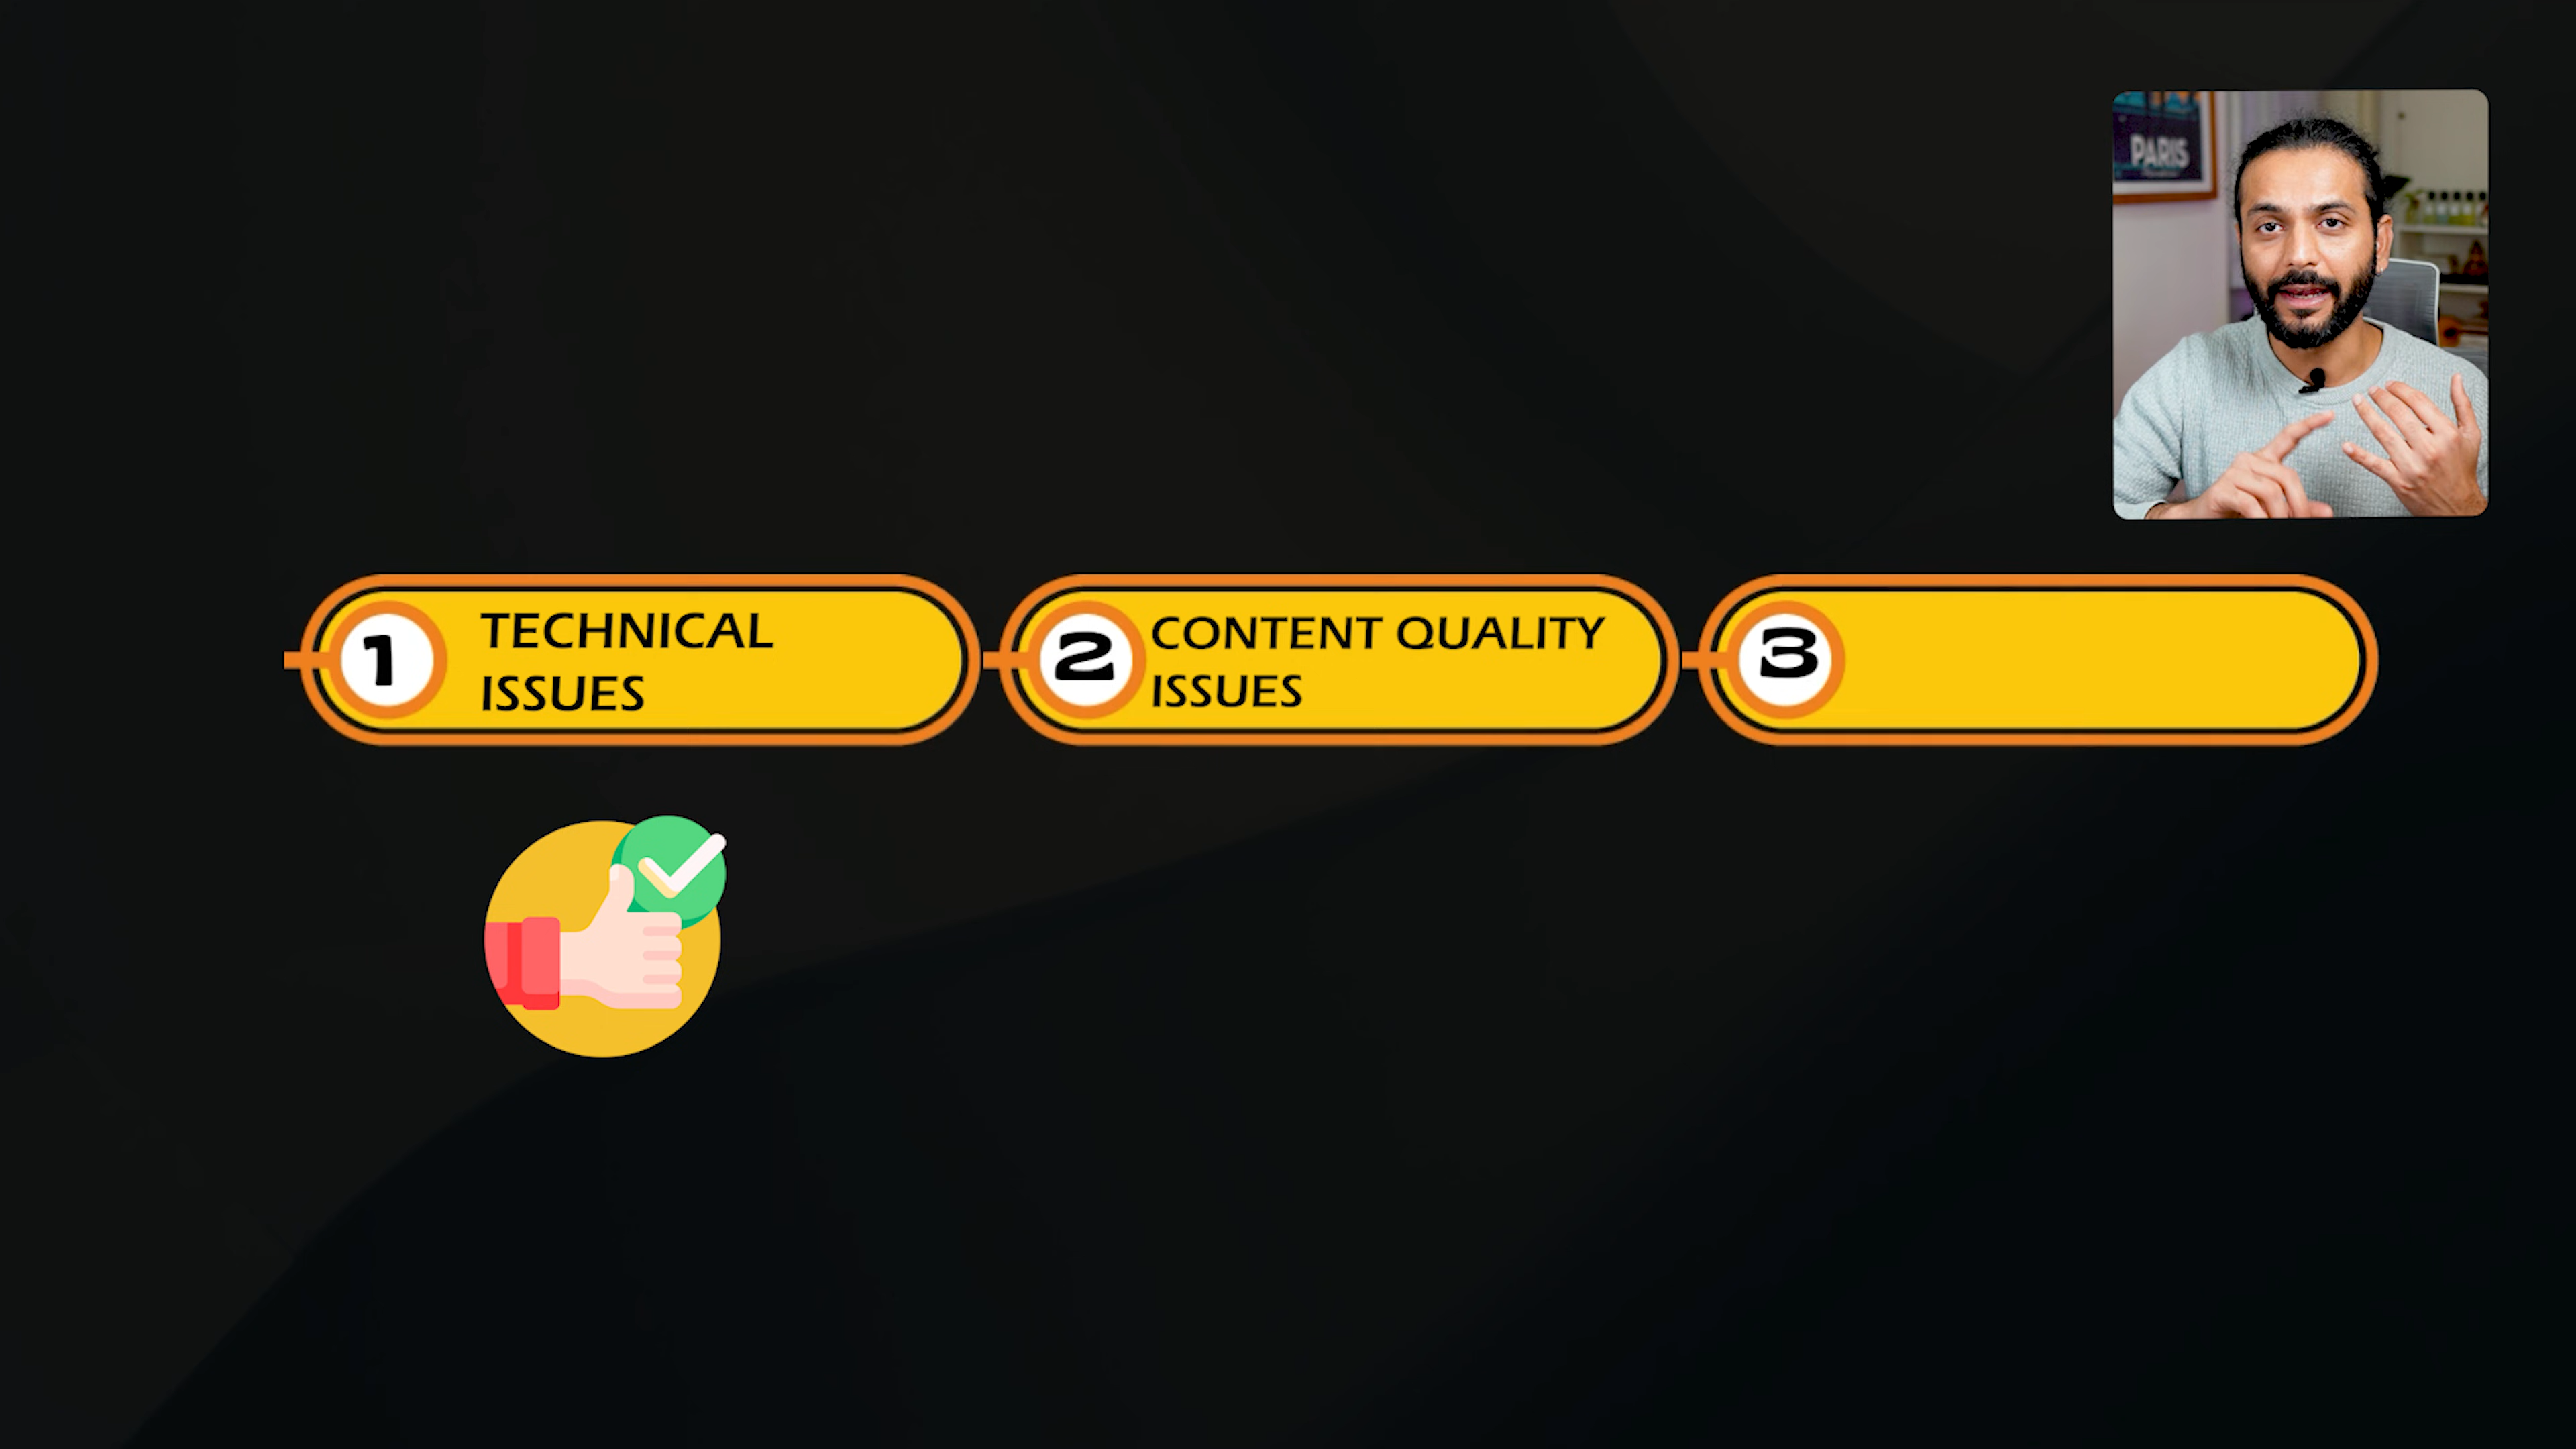 PARIS
1
TECHNICAL
ISSUES
2
CONTENT QUALITY
ISSUES
3